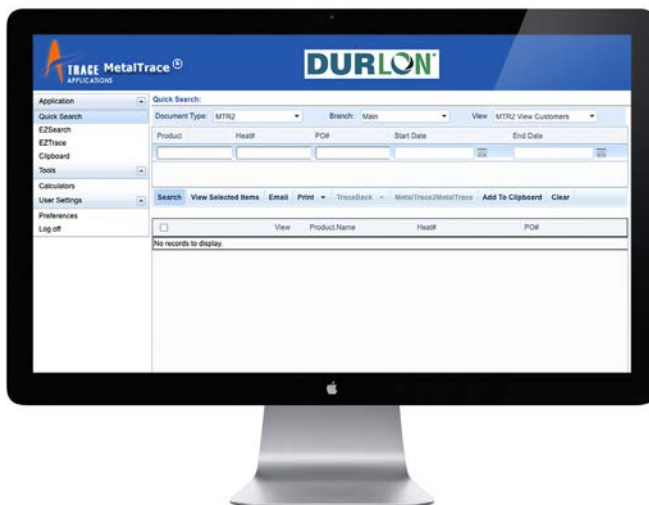 TRACE MetalTrace®
APPLICATIONS
DURLON®
Application
Quick Search
EZSearch
EZTrace
Clipboard
Tools
Calculators
User Settings
Preferences
Log off
Quick Search:
Document Type: MTR2 Branch: Main View MTR2 View Customers
Product Heat# PO# Start Date End Date
Search View Selected Items Email Print TraceBack MetalTrace2MetalTrace Add To Clipboard Clear
View Product.Name Heat# PO#
No records to display.